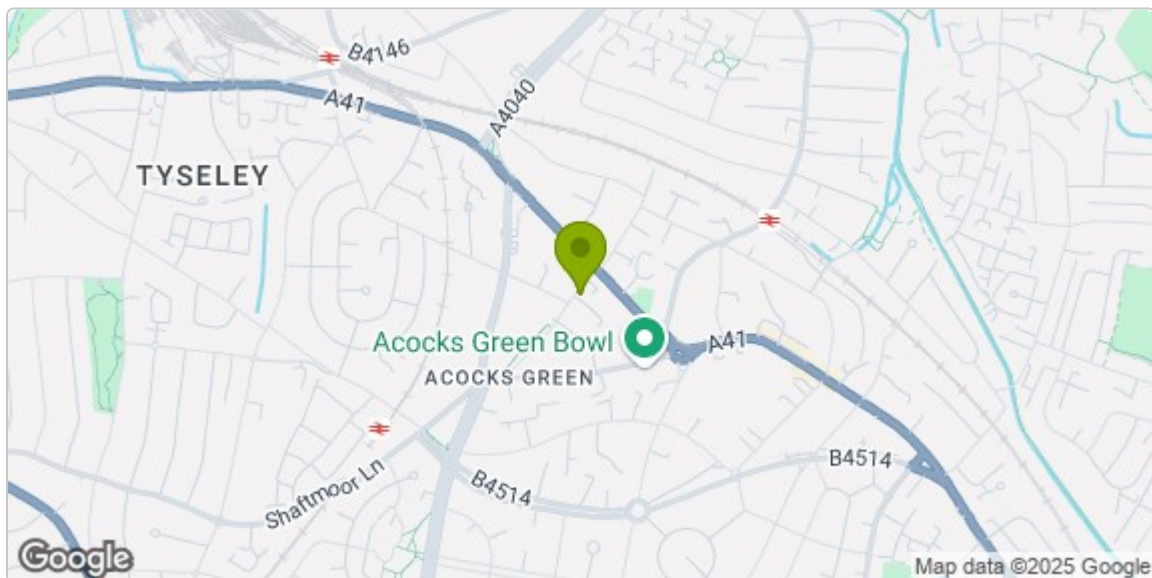 B4146
A41
A4040
TYSELEY
Acocks Green Bowl
A41
ACOCKS GREEN
B4514
Shaftmoor Ln
B4514
Google
Map data ©2025 Google